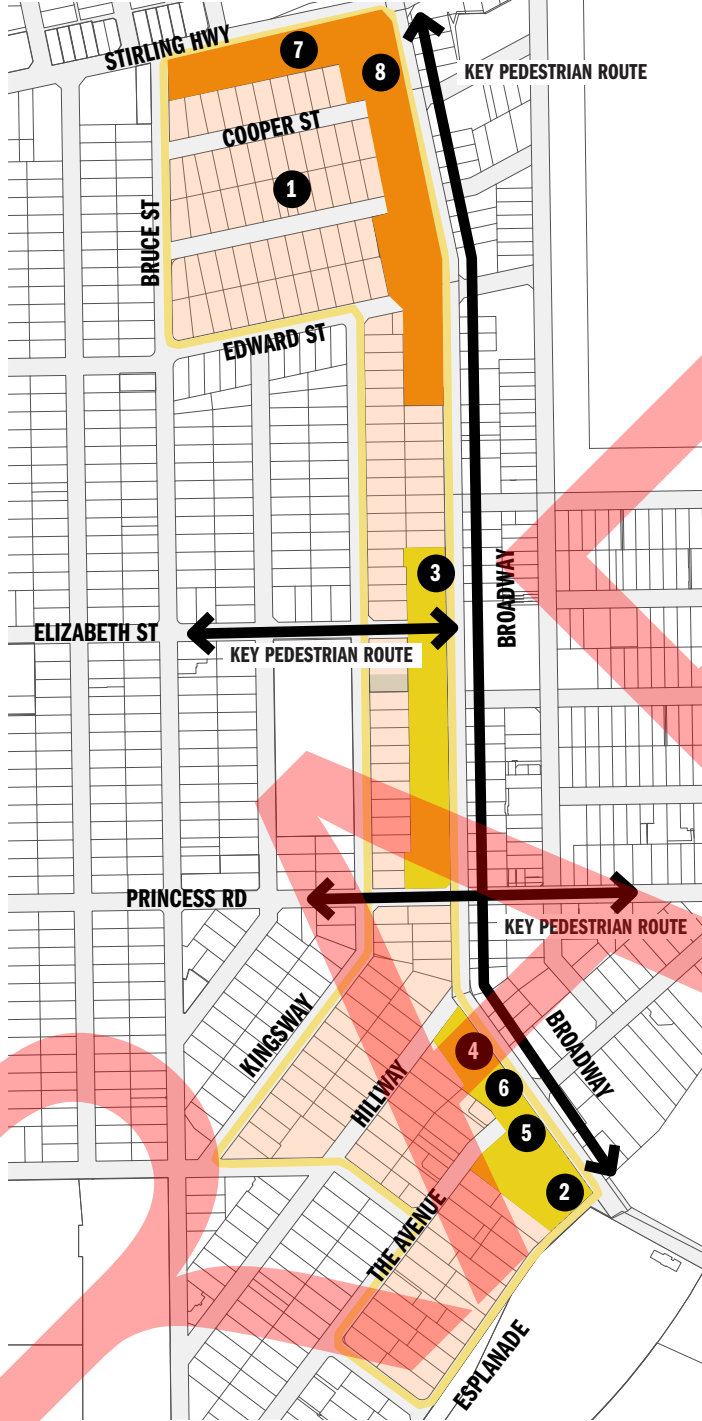 STIRLING HWY
7
8
KEY PEDESTRIAN ROUTE
COOPER ST
1
BRUCE ST
EDWARD ST
3
BROADWAY
ELIZABETH ST
KEY PEDESTRIAN ROUTE
PRINCESS RD
KEY PEDESTRIAN ROUTE
KINGSWAY
BROADWAY
4
HILLWAY
6
5
2
THE AVENUE
ESPLANADE